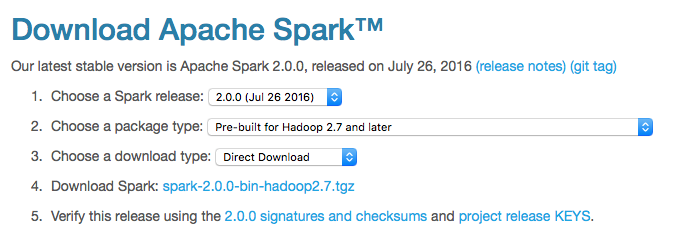 Download Apache Spark™
Our latest stable version is Apache Spark 2.0.0, released on July 26, 2016 (release notes) (git tag)
1. Choose a Spark release: 2.0.0 (Jul 26 2016)
2. Choose a package type: Pre-built for Hadoop 2.7 and later
3. Choose a download type: Direct Download
4. Download Spark: spark-2.0.0-bin-hadoop2.7.tgz
5. Verify this release using the 2.0.0 signatures and checksums and project release KEYS.